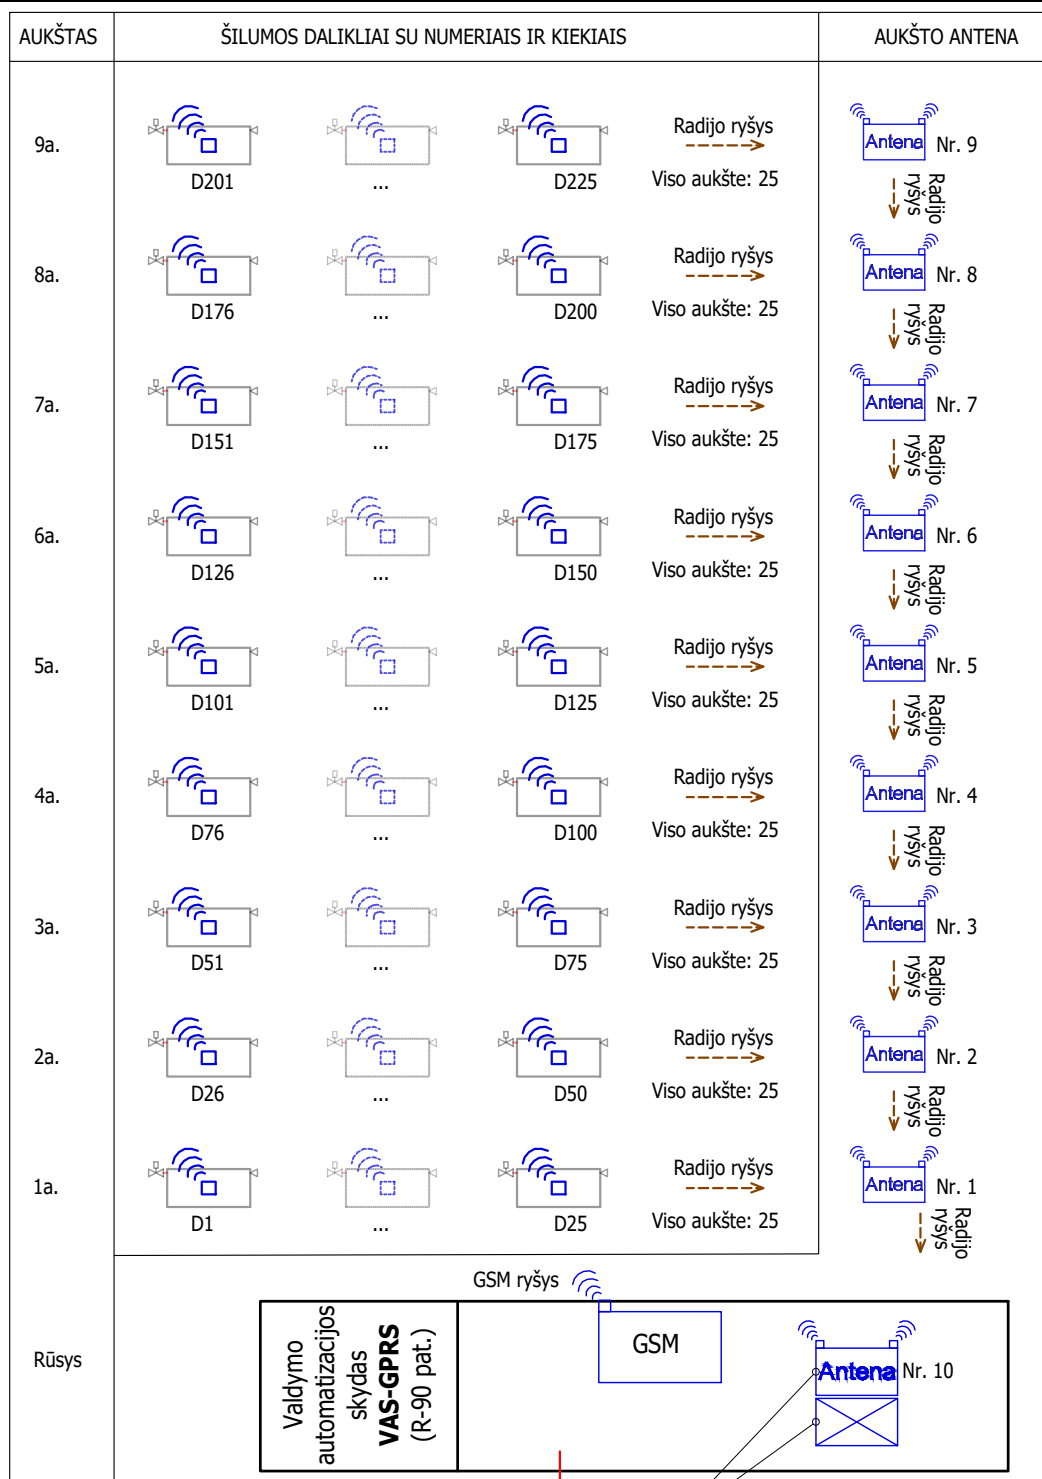 AUKŠTAS ŠILUMOS DALIKLIAI SU NUMERIAIS IR KIEKIAIS AUKŠTO ANTENA
9a. D201 ... D225 Radijo ryšys Viso aukšte: 25 Antena Nr. 9
Radijo ryšys
8a. D176 ... D200 Radijo ryšys Viso aukšte: 25 Antena Nr. 8
Radijo ryšys
7a. D151 ... D175 Radijo ryšys Viso aukšte: 25 Antena Nr. 7
Radijo ryšys
6a. D126 ... D150 Radijo ryšys Viso aukšte: 25 Antena Nr. 6
Radijo ryšys
5a. D101 ... D125 Radijo ryšys Viso aukšte: 25 Antena Nr. 5
Radijo ryšys
4a. D76 ... D100 Radijo ryšys Viso aukšte: 25 Antena Nr. 4
Radijo ryšys
3a. D51 ... D75 Radijo ryšys Viso aukšte: 25 Antena Nr. 3
Radijo ryšys
2a. D26 ... D50 Radijo ryšys Viso aukšte: 25 Antena Nr. 2
Radijo ryšys
1a. D1 ... D25 Radijo ryšys Viso aukšte: 25 Antena Nr. 1
Radijo ryšys
GSM ryšys
Rūsys
Valdymo
automatizacijos
skydas
VAS-GPRS
(R-90 pat.)
GSM
Antena Nr. 10